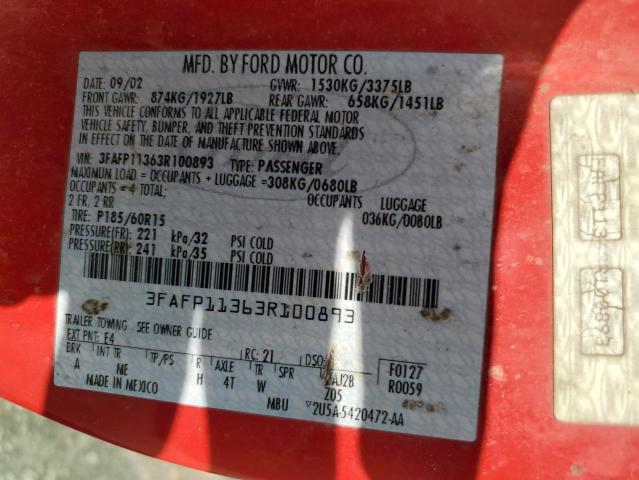 MFD. BY FORD MOTOR CO.
DATE: 09/02 GVWR: 1530KG/3375LB
FRONT GAWR: 874KG/1927LB REAR GAWR: 658KG/1451LB
THIS VEHICLE CONFORMS TO ALL APPLICABLE FEDERAL MOTOR
VEHICLE SAFETY, BUMPER, AND THEFT PREVENTION STANDARDS
IN EFFECT ON THE DATE OF MANUFACTURE SHOWN ABOVE.
VIN: 3FAFP11363R100893 TYPE: PASSENGER
MAXIMUM LOAD = OCCUPANTS + LUGGAGE =308KG/0680LB
OCCUPANTS = 4 TOTAL; OCCUPANTS LUGGAGE
2 FR, 2 RR 036KG/0080LB
TIRE: P185/60R15
PRESSURE(FR): 221 kPa/32 PSI COLD
PRESSURE(RR): 241 kPa/35 PSI COLD
3FAFP11363R100893
TRAILER TOWING - SEE OWNER GUIDE
EXT PNT: E4 RC: 21 DSO:
BRK INT TR TP/PS R AXLE TR SPR F0127
A ME H 4T W AJ2B R0059
Z05
MADE IN MEXICO MBU 2U5A-5420472-AA